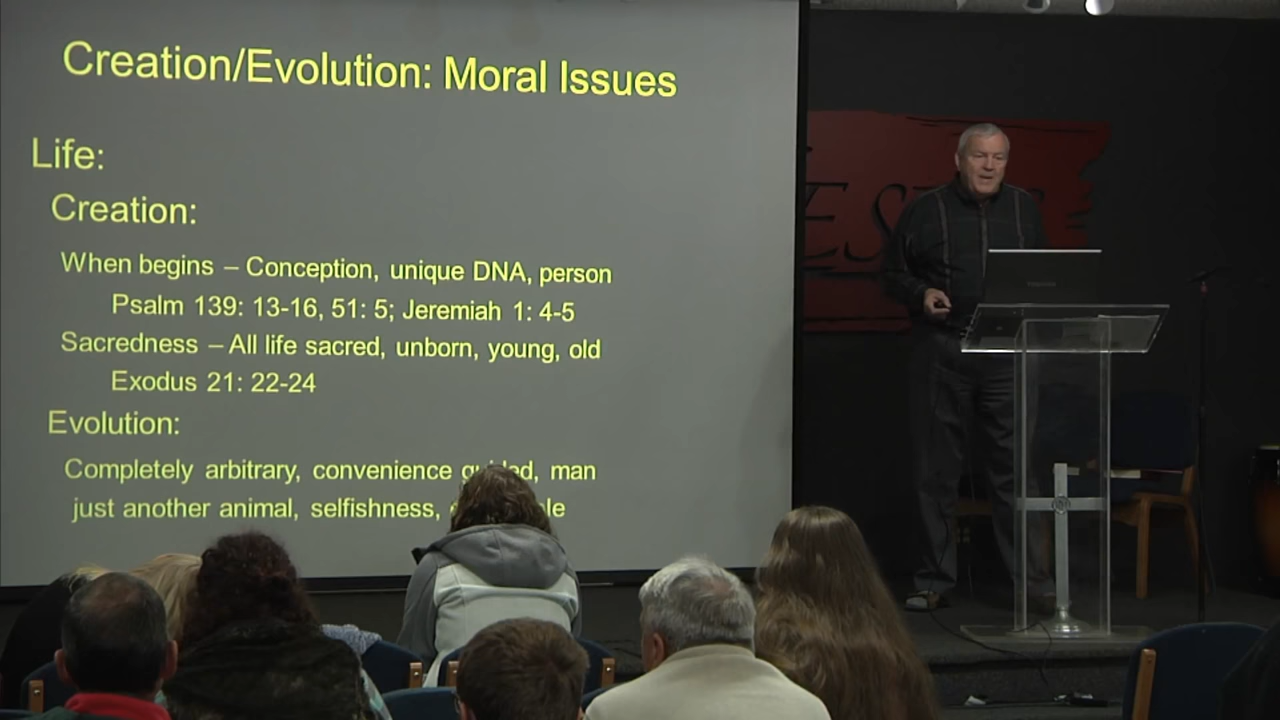 Creation/Evolution: Moral Issues
Life:
Creation:
When begins – Conception, unique DNA, person
Psalm 139: 13-16, 51: 5; Jeremiah 1: 4-5
Sacredness – All life sacred, unborn, young, old
Exodus 21: 22-24
Evolution:
Completely arbitrary, convenience guided, man
just another animal, selfishness,